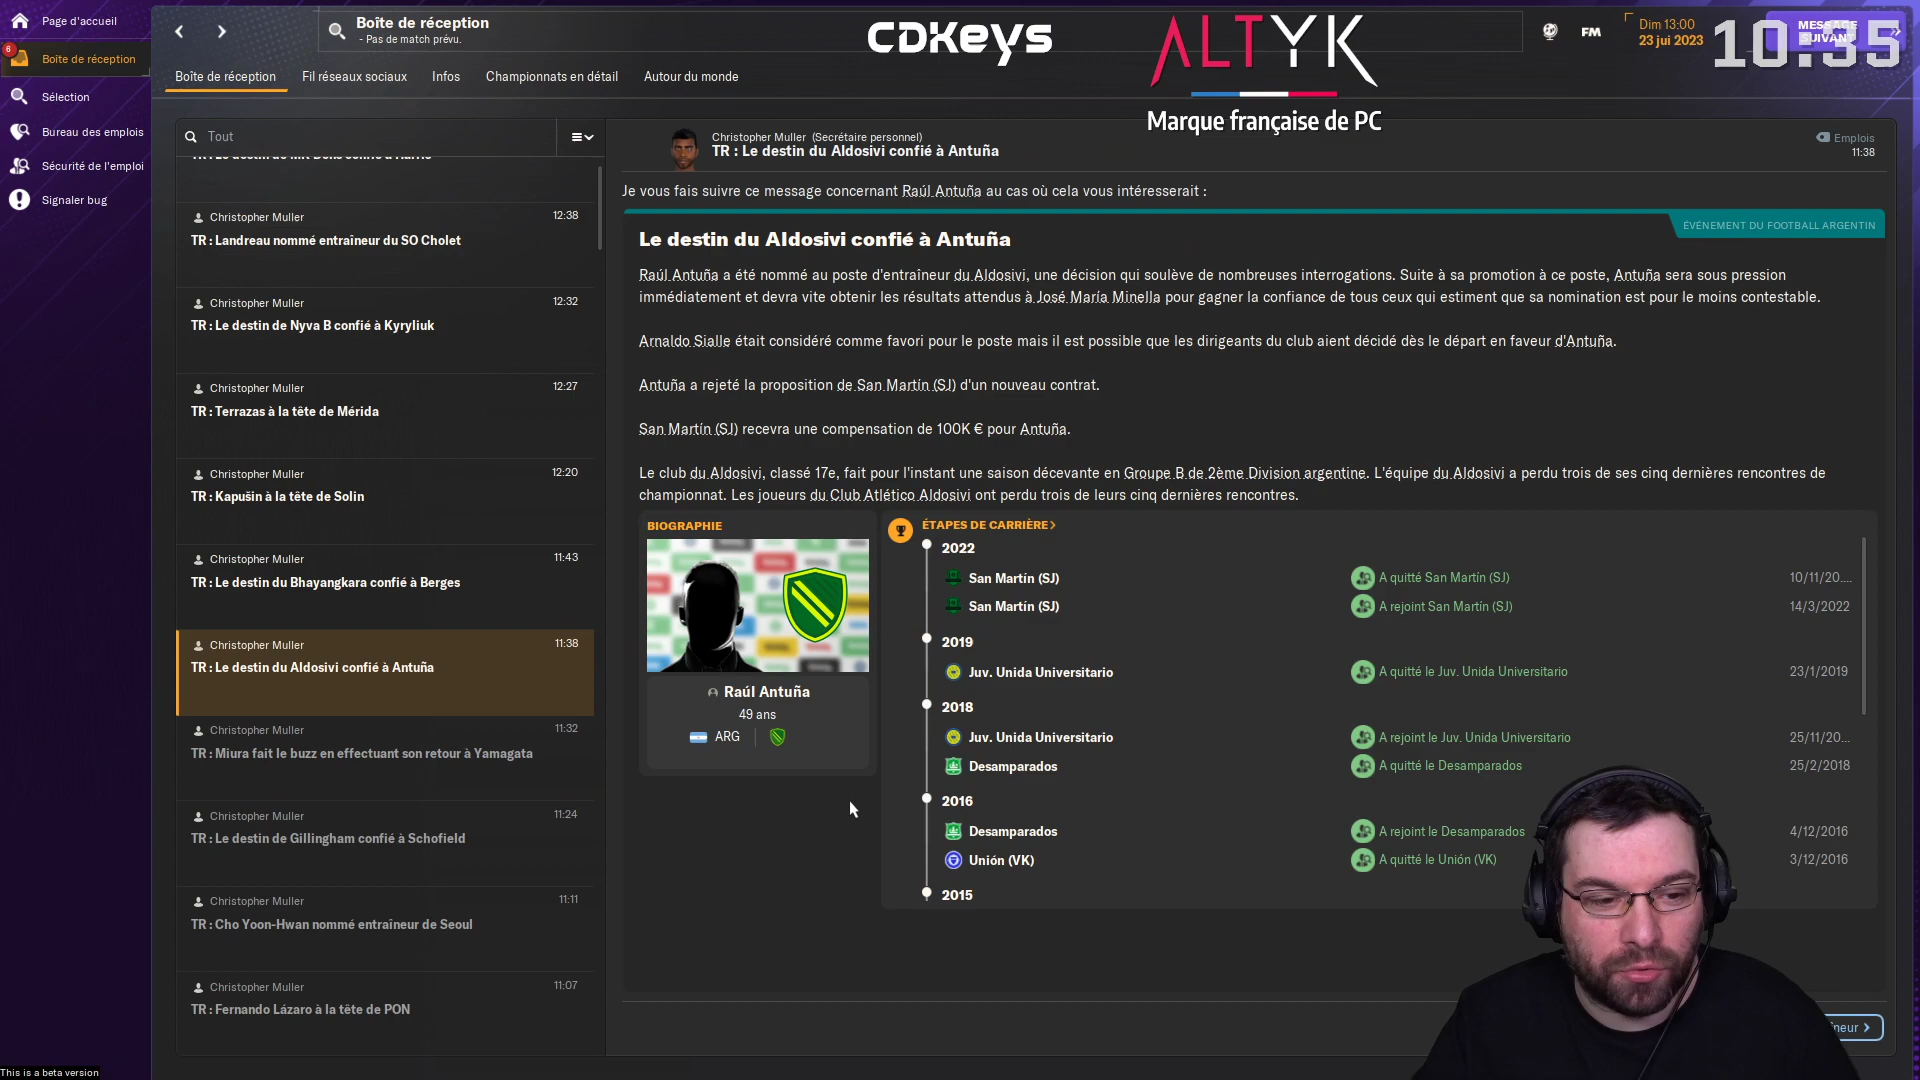 Page d'accueil
6
Boîte de réception
Sélection
Bureau des emplois
Sécurité de l'emploi
Signaler bug
Boîte de réception
- Pas de match prévu.
CDKeys
ALTYK
Marque française de PC
FM
Dim 13:00
23 jui 2023
MESSAGE
SUIVANT
10:35
Boîte de réception
Fil réseaux sociaux
Infos
Championnats en détail
Autour du monde
Tout
Christopher Muller 12:38
TR : Landreau nommé entraîneur du SO Cholet
Christopher Muller 12:32
TR : Le destin de Nyva B confié à Kyryliuk
Christopher Muller 12:27
TR : Terrazas à la tête de Mérida
Christopher Muller 12:20
TR : Kapušin à la tête de Solin
Christopher Muller 11:43
TR : Le destin du Bhayangkara confié à Berges
Christopher Muller 11:38
TR : Le destin du Aldosivi confié à Antuña
Christopher Muller 11:32
TR : Miura fait le buzz en effectuant son retour à Yamagata
Christopher Muller 11:24
TR : Le destin de Gillingham confié à Schofield
Christopher Muller 11:11
TR : Cho Yoon-Hwan nommé entraîneur de Seoul
Christopher Muller 11:07
TR : Fernando Lázaro à la tête de PON
Christopher Muller (Secrétaire personnel)
TR : Le destin du Aldosivi confié à Antuña
Emplois
11:38
Je vous fais suivre ce message concernant Raúl Antuña au cas où cela vous intéresserait :
ÉVÉNEMENT DU FOOTBALL ARGENTIN
Le destin du Aldosivi confié à Antuña
Raúl Antuña a été nommé au poste d'entraîneur du Aldosivi, une décision qui soulève de nombreuses interrogations. Suite à sa promotion à ce poste, Antuña sera sous pression
immédiatement et devra vite obtenir les résultats attendus à José María Minella pour gagner la confiance de tous ceux qui estiment que sa nomination est pour le moins contestable.
Arnaldo Sialle était considéré comme favori pour le poste mais il est possible que les dirigeants du club aient décidé dès le départ en faveur d'Antuña.
Antuña a rejeté la proposition de San Martín (SJ) d'un nouveau contrat.
San Martín (SJ) recevra une compensation de 100K € pour Antuña.
Le club du Aldosivi, classé 17e, fait pour l'instant une saison décevante en Groupe B de 2ème Division argentine. L'équipe du Aldosivi a perdu trois de ses cinq dernières rencontres de
championnat. Les joueurs du Club Atlético Aldosivi ont perdu trois de leurs cinq dernières rencontres.
BIOGRAPHIE
Raúl Antuña
49 ans
ARG
ÉTAPES DE CARRIÈRE >
2022
San Martín (SJ) A quitté San Martín (SJ) 10/11/20....
San Martín (SJ) A rejoint San Martín (SJ) 14/3/2022
2019
Juv. Unida Universitario A quitté le Juv. Unida Universitario 23/1/2019
2018
Juv. Unida Universitario A rejoint le Juv. Unida Universitario 25/11/20...
Desamparados A quitté le Desamparados 25/2/2018
2016
Desamparados A rejoint le Desamparados 4/12/2016
Unión (VK) A quitté le Unión (VK) 3/12/2016
2015
This is a beta version